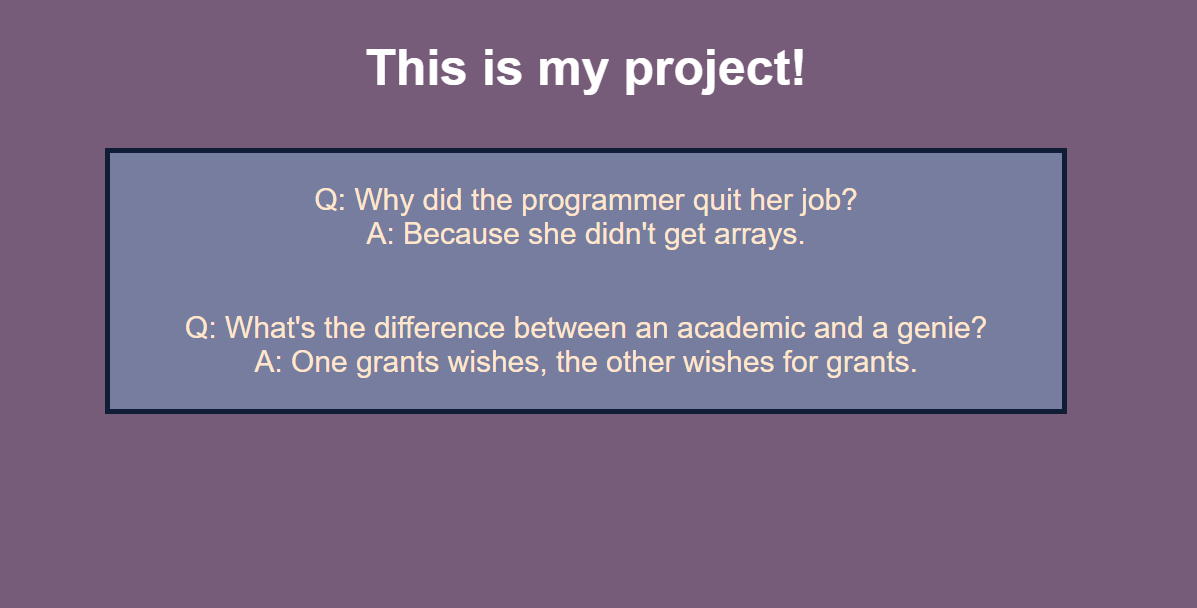 This is my project!
Q: Why did the programmer quit her job?
A: Because she didn't get arrays.
Q: What's the difference between an academic and a genie?
A: One grants wishes, the other wishes for grants.